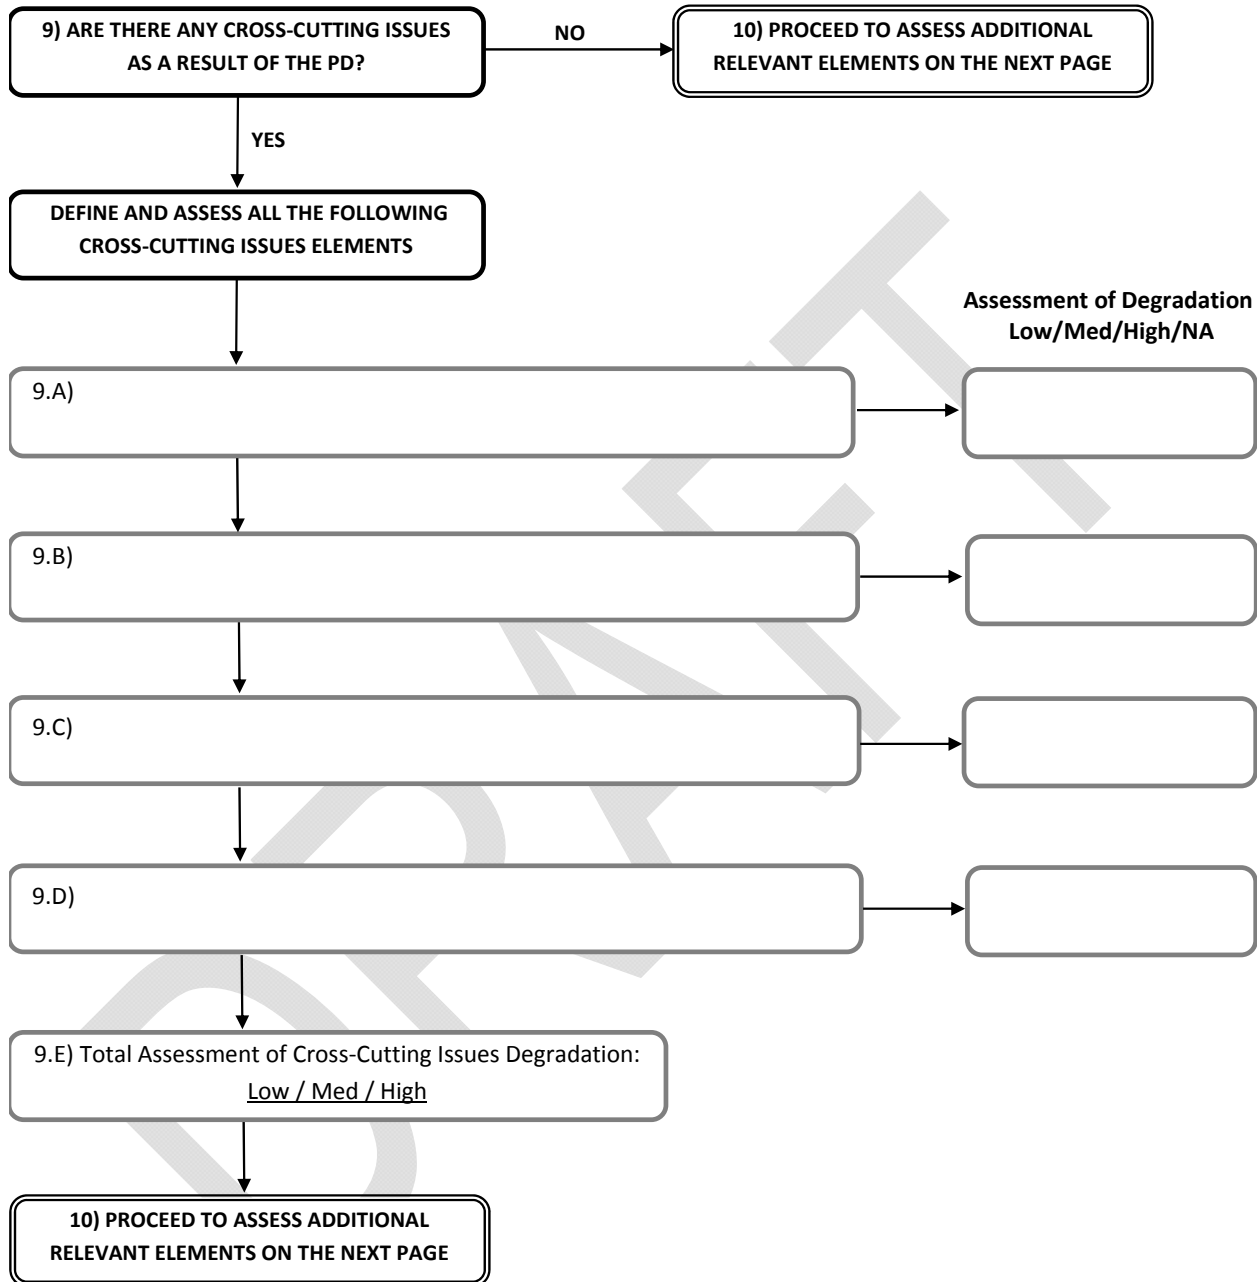 9) ARE THERE ANY CROSS-CUTTING ISSUES
AS A RESULT OF THE PD?
NO
10) PROCEED TO ASSESS ADDITIONAL
RELEVANT ELEMENTS ON THE NEXT PAGE
YES
DEFINE AND ASSESS ALL THE FOLLOWING
CROSS-CUTTING ISSUES ELEMENTS
Assessment of Degradation
Low/Med/High/NA
9.A)
9.B)
9.C)
9.D)
9.E) Total Assessment of Cross-Cutting Issues Degradation:
Low / Med / High
10) PROCEED TO ASSESS ADDITIONAL
RELEVANT ELEMENTS ON THE NEXT PAGE
DRAFT